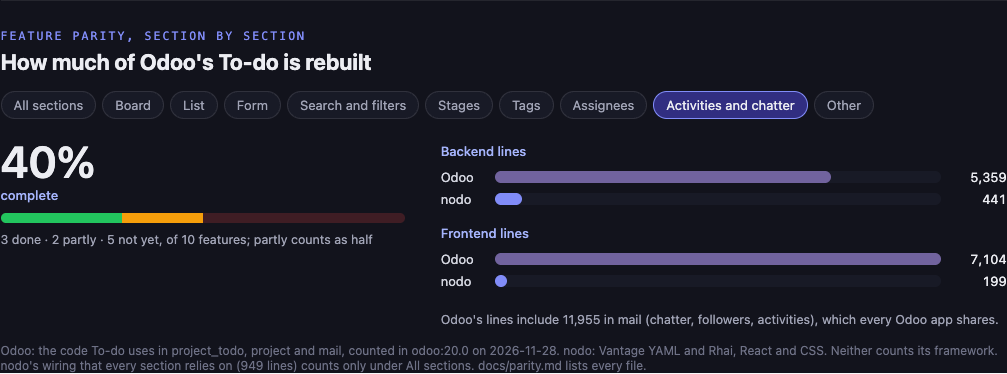 FEATURE PARITY, SECTION BY SECTION
How much of Odoo's To-do is rebuilt
All sections
Board
List
Form
Search and filters
Stages
Tags
Assignees
Activities and chatter
Other
40%
complete
3 done · 2 partly · 5 not yet, of 10 features; partly counts as half
Backend lines
Odoo 5,359
nodo 441
Frontend lines
Odoo 7,104
nodo 199
Odoo's lines include 11,955 in mail (chatter, followers, activities), which every Odoo app shares.
Odoo: the code To-do uses in project_todo, project and mail, counted in odoo:20.0 on 2026-11-28. nodo: Vantage YAML and Rhai, React and CSS. Neither counts its framework.
nodo's wiring that every section relies on (949 lines) counts only under All sections. docs/parity.md lists every file.